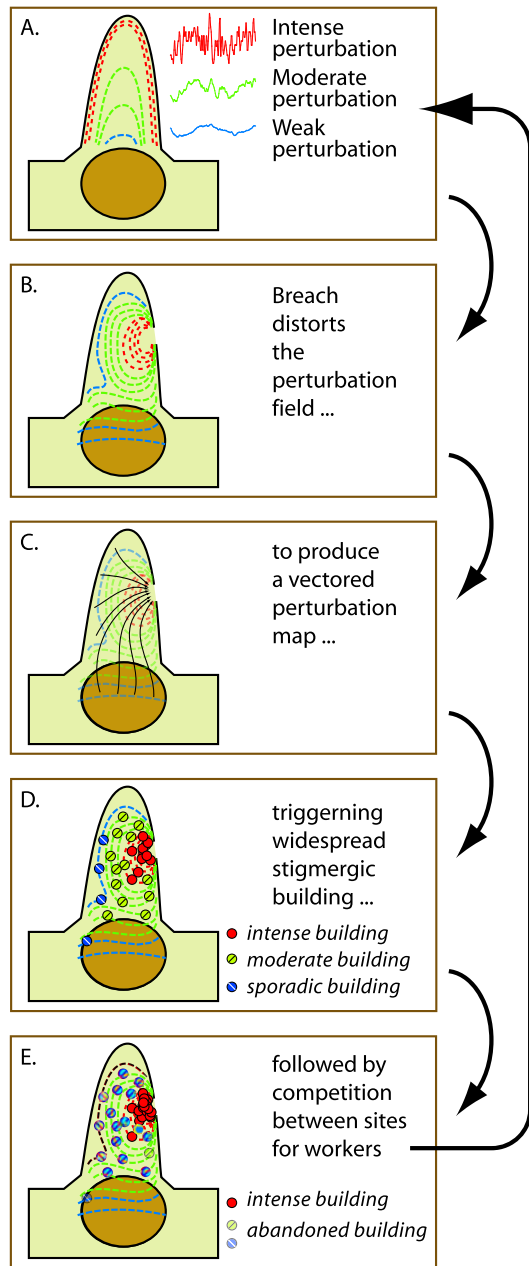 A.
Intense
perturbation
Moderate
perturbation
Weak
perturbation
B.
Breach
distorts
the
perturbation
field ...
C.
to produce
a vectored
perturbation
map ...
D.
triggerning
widespread
stigmergic
building ...
intense building
moderate building
sporadic building
E.
followed by
competition
between sites
for workers
intense building
abandoned building